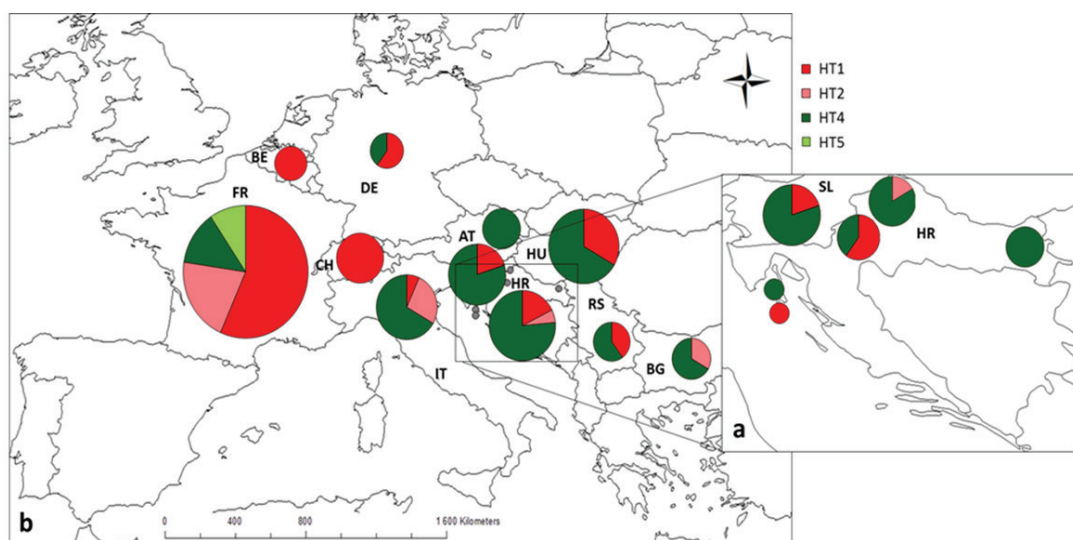 HT1
HT2
HT4
HT5
BE
DE
FR
CH
AT
HU
HR
IT
RS
BG
SL
HR
a
b
0 400 800 1 600 Kilometers